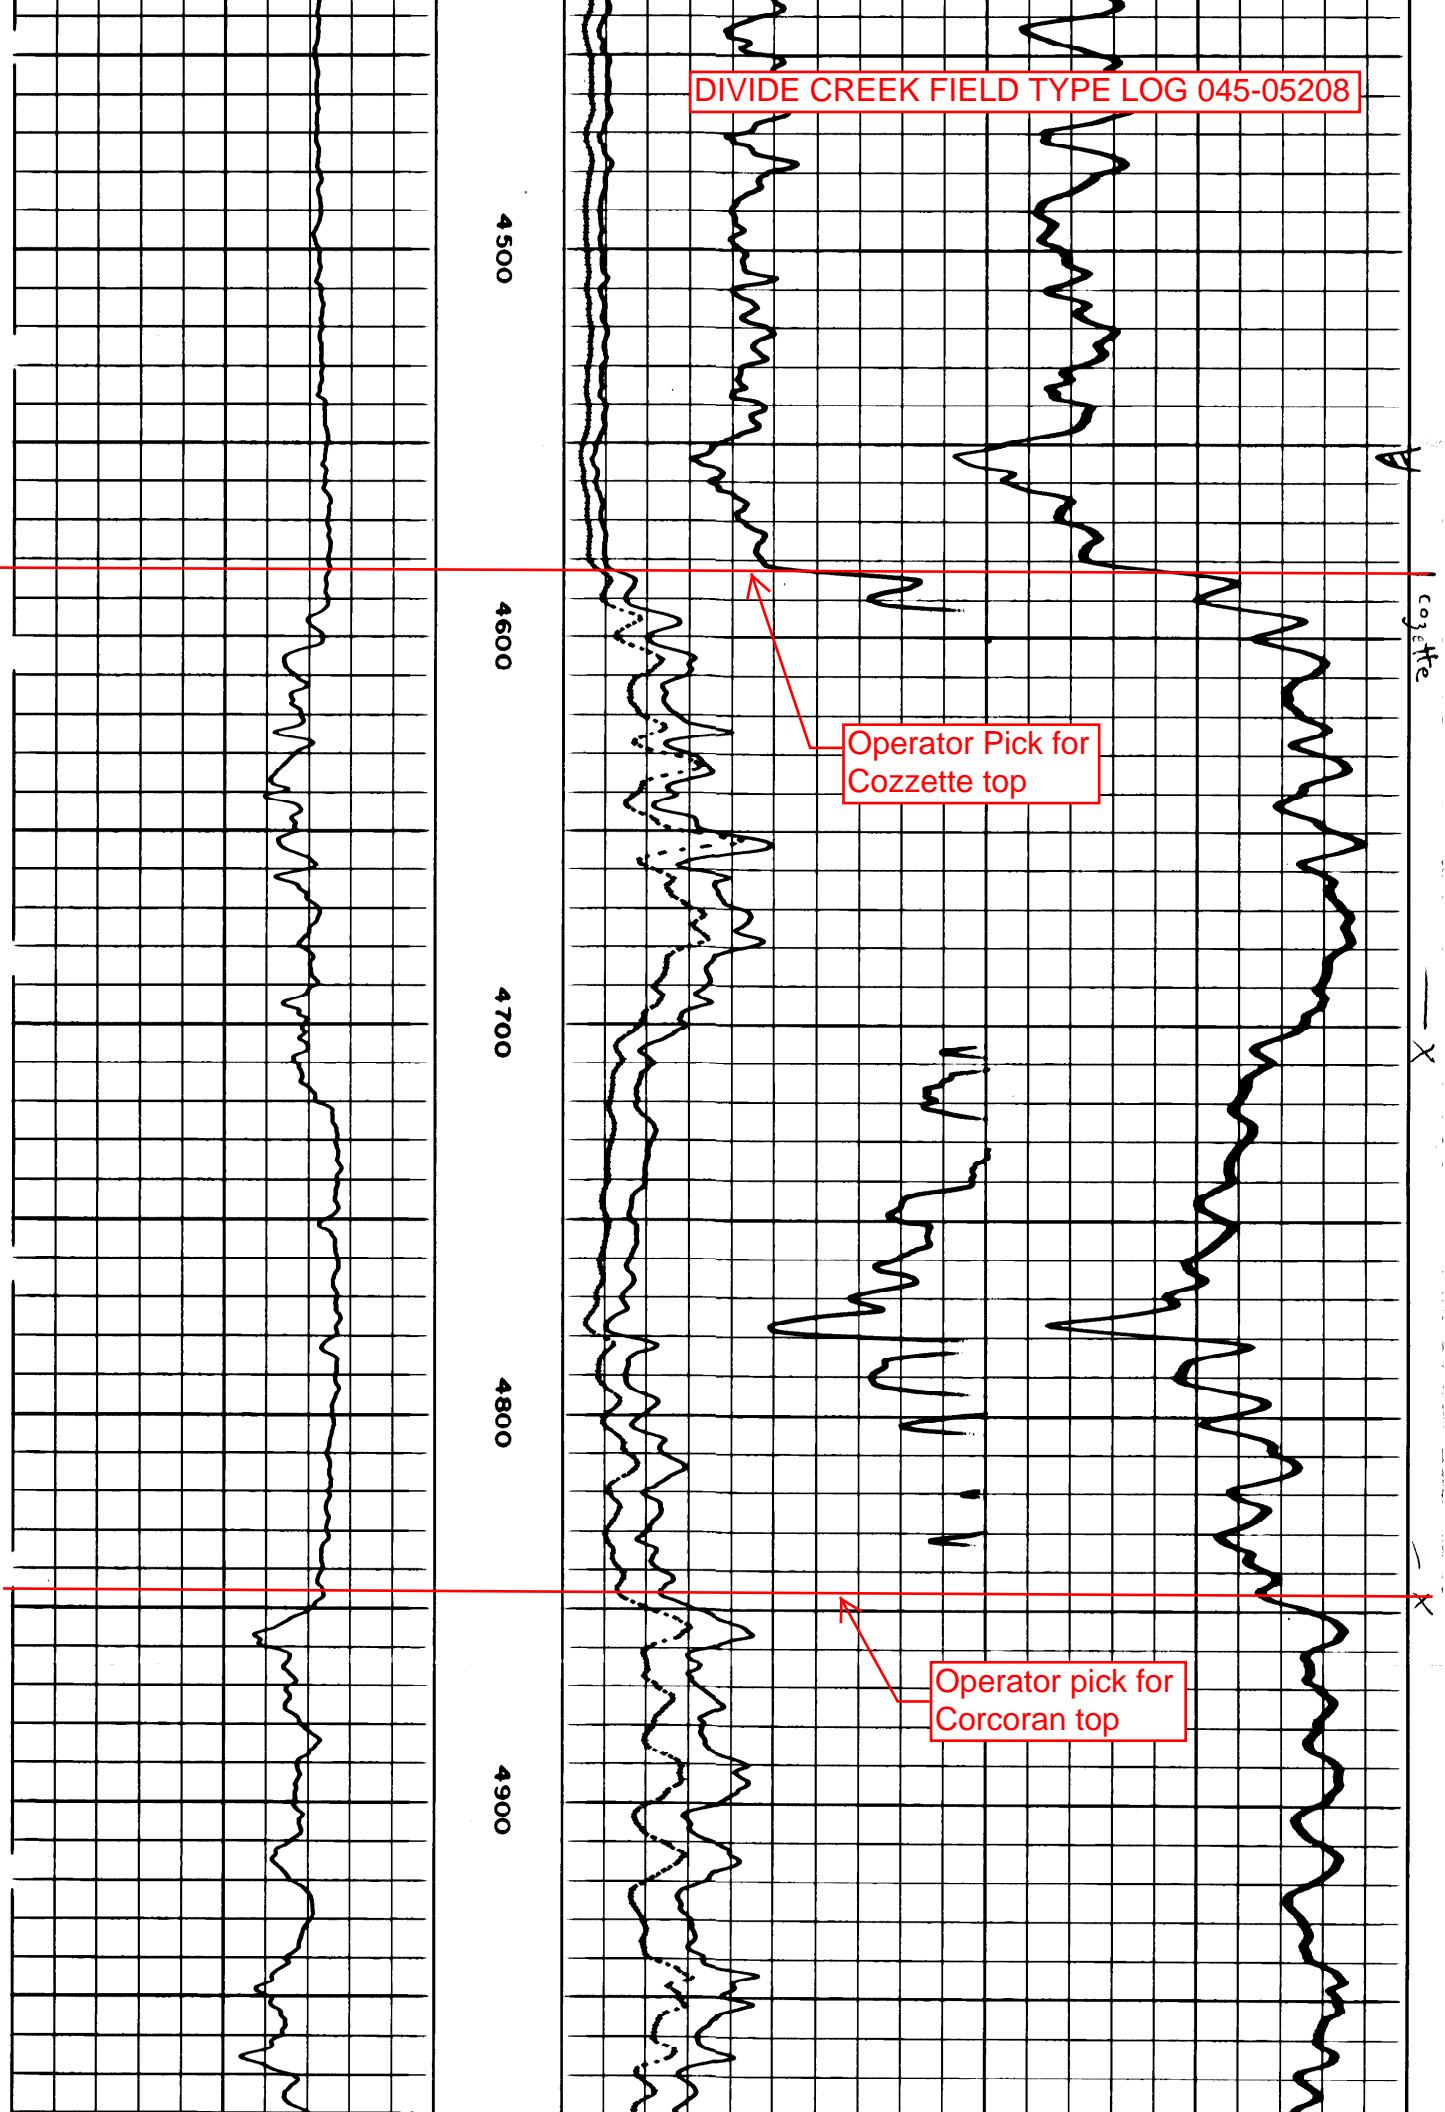 DIVIDE CREEK FIELD TYPE LOG 045-05208
4500
4600
cozette
Operator Pick for
Cozzette top
4700
X
4800
X
Operator pick for
Corcoran top
4900